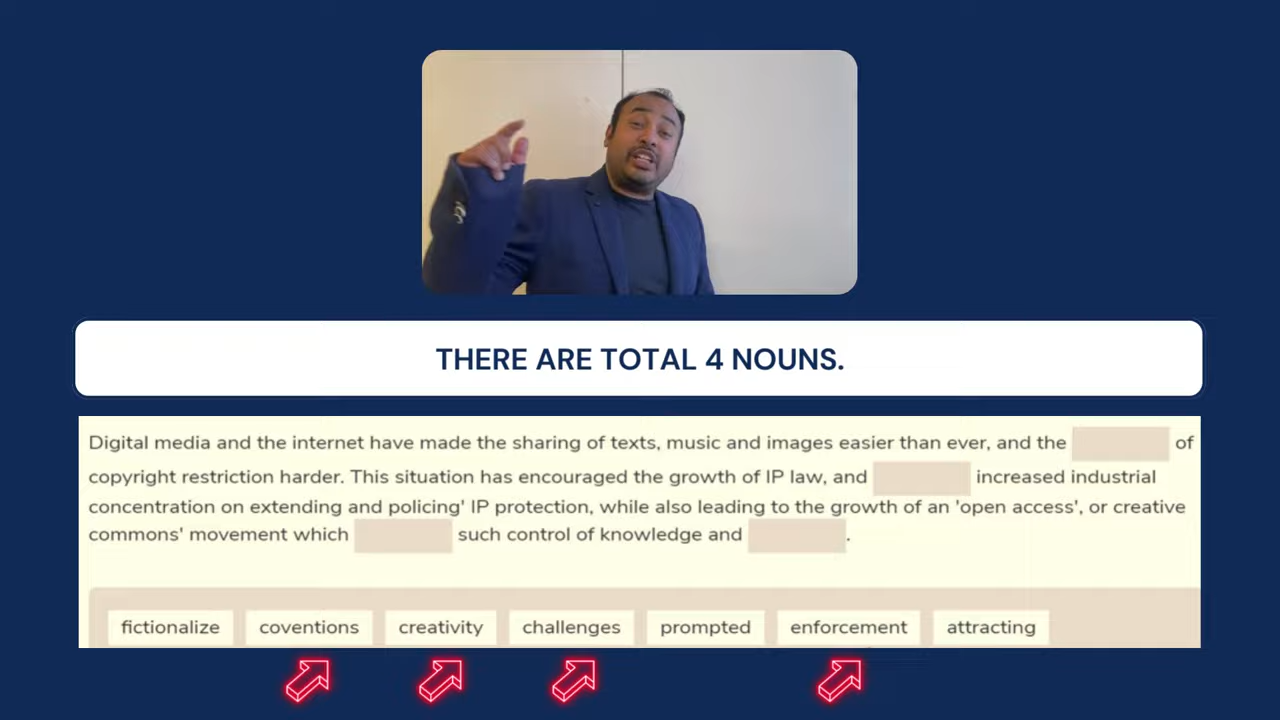 THERE ARE TOTAL 4 NOUNS.
Digital media and the internet have made the sharing of texts, music and images easier than ever, and the of
copyright restriction harder. This situation has encouraged the growth of IP law, and increased industrial
concentration on extending and policing' IP protection, while also leading to the growth of an 'open access', or creative
commons' movement which such control of knowledge and .
fictionalize coventions creativity challenges prompted enforcement attracting